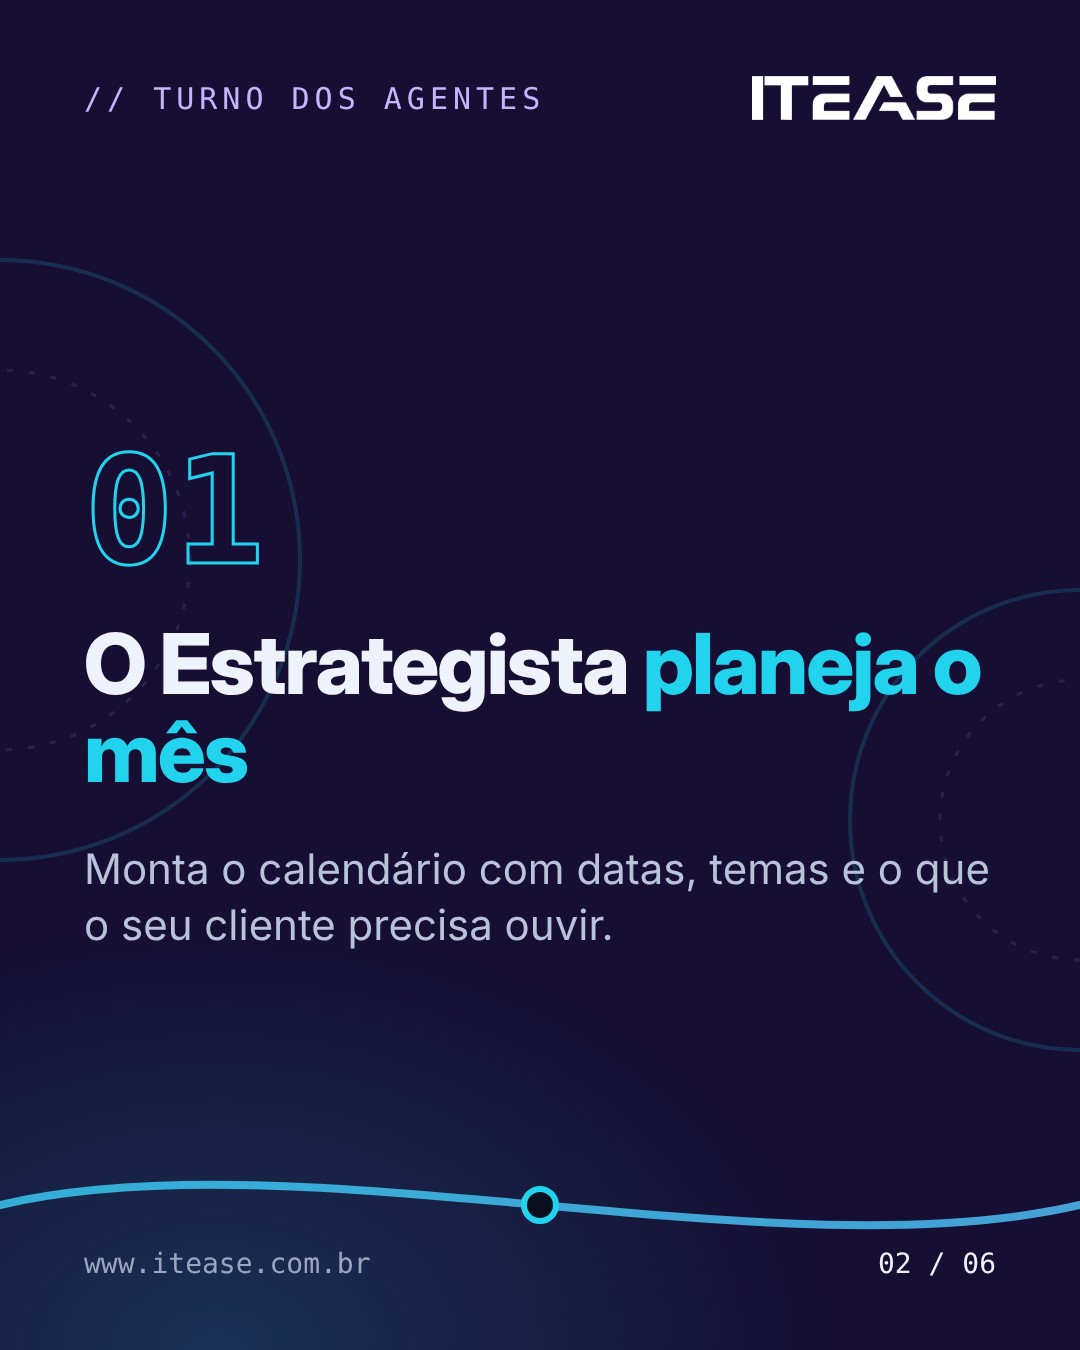 // TURNO DOS AGENTES
ITEASE
01
O Estrategista planeja o
mês
Monta o calendário com datas, temas e o que
o seu cliente precisa ouvir.
www.itease.com.br
02 / 06